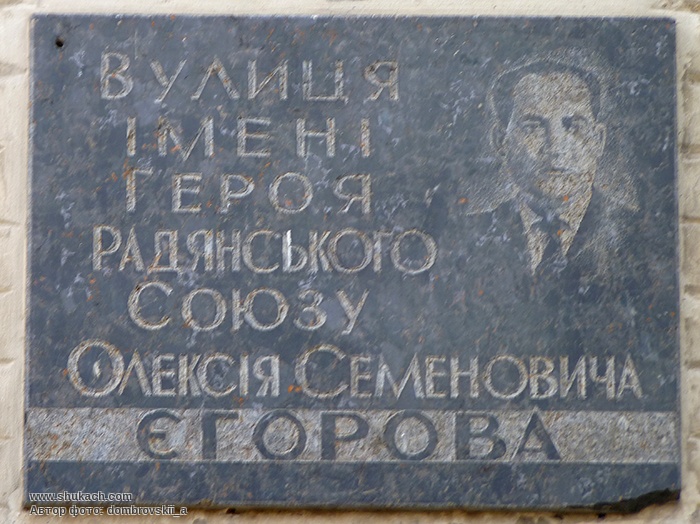 ВУЛИЦЯ
ІМЕНІ
ГЕРОЯ
РАДЯНСЬКОГО
СОЮЗУ
ОЛЕКСІЯ СЕМЕНОВИЧА
ЄГОРОВА
www.shukach.com
Автор фото: dombrovskii_a